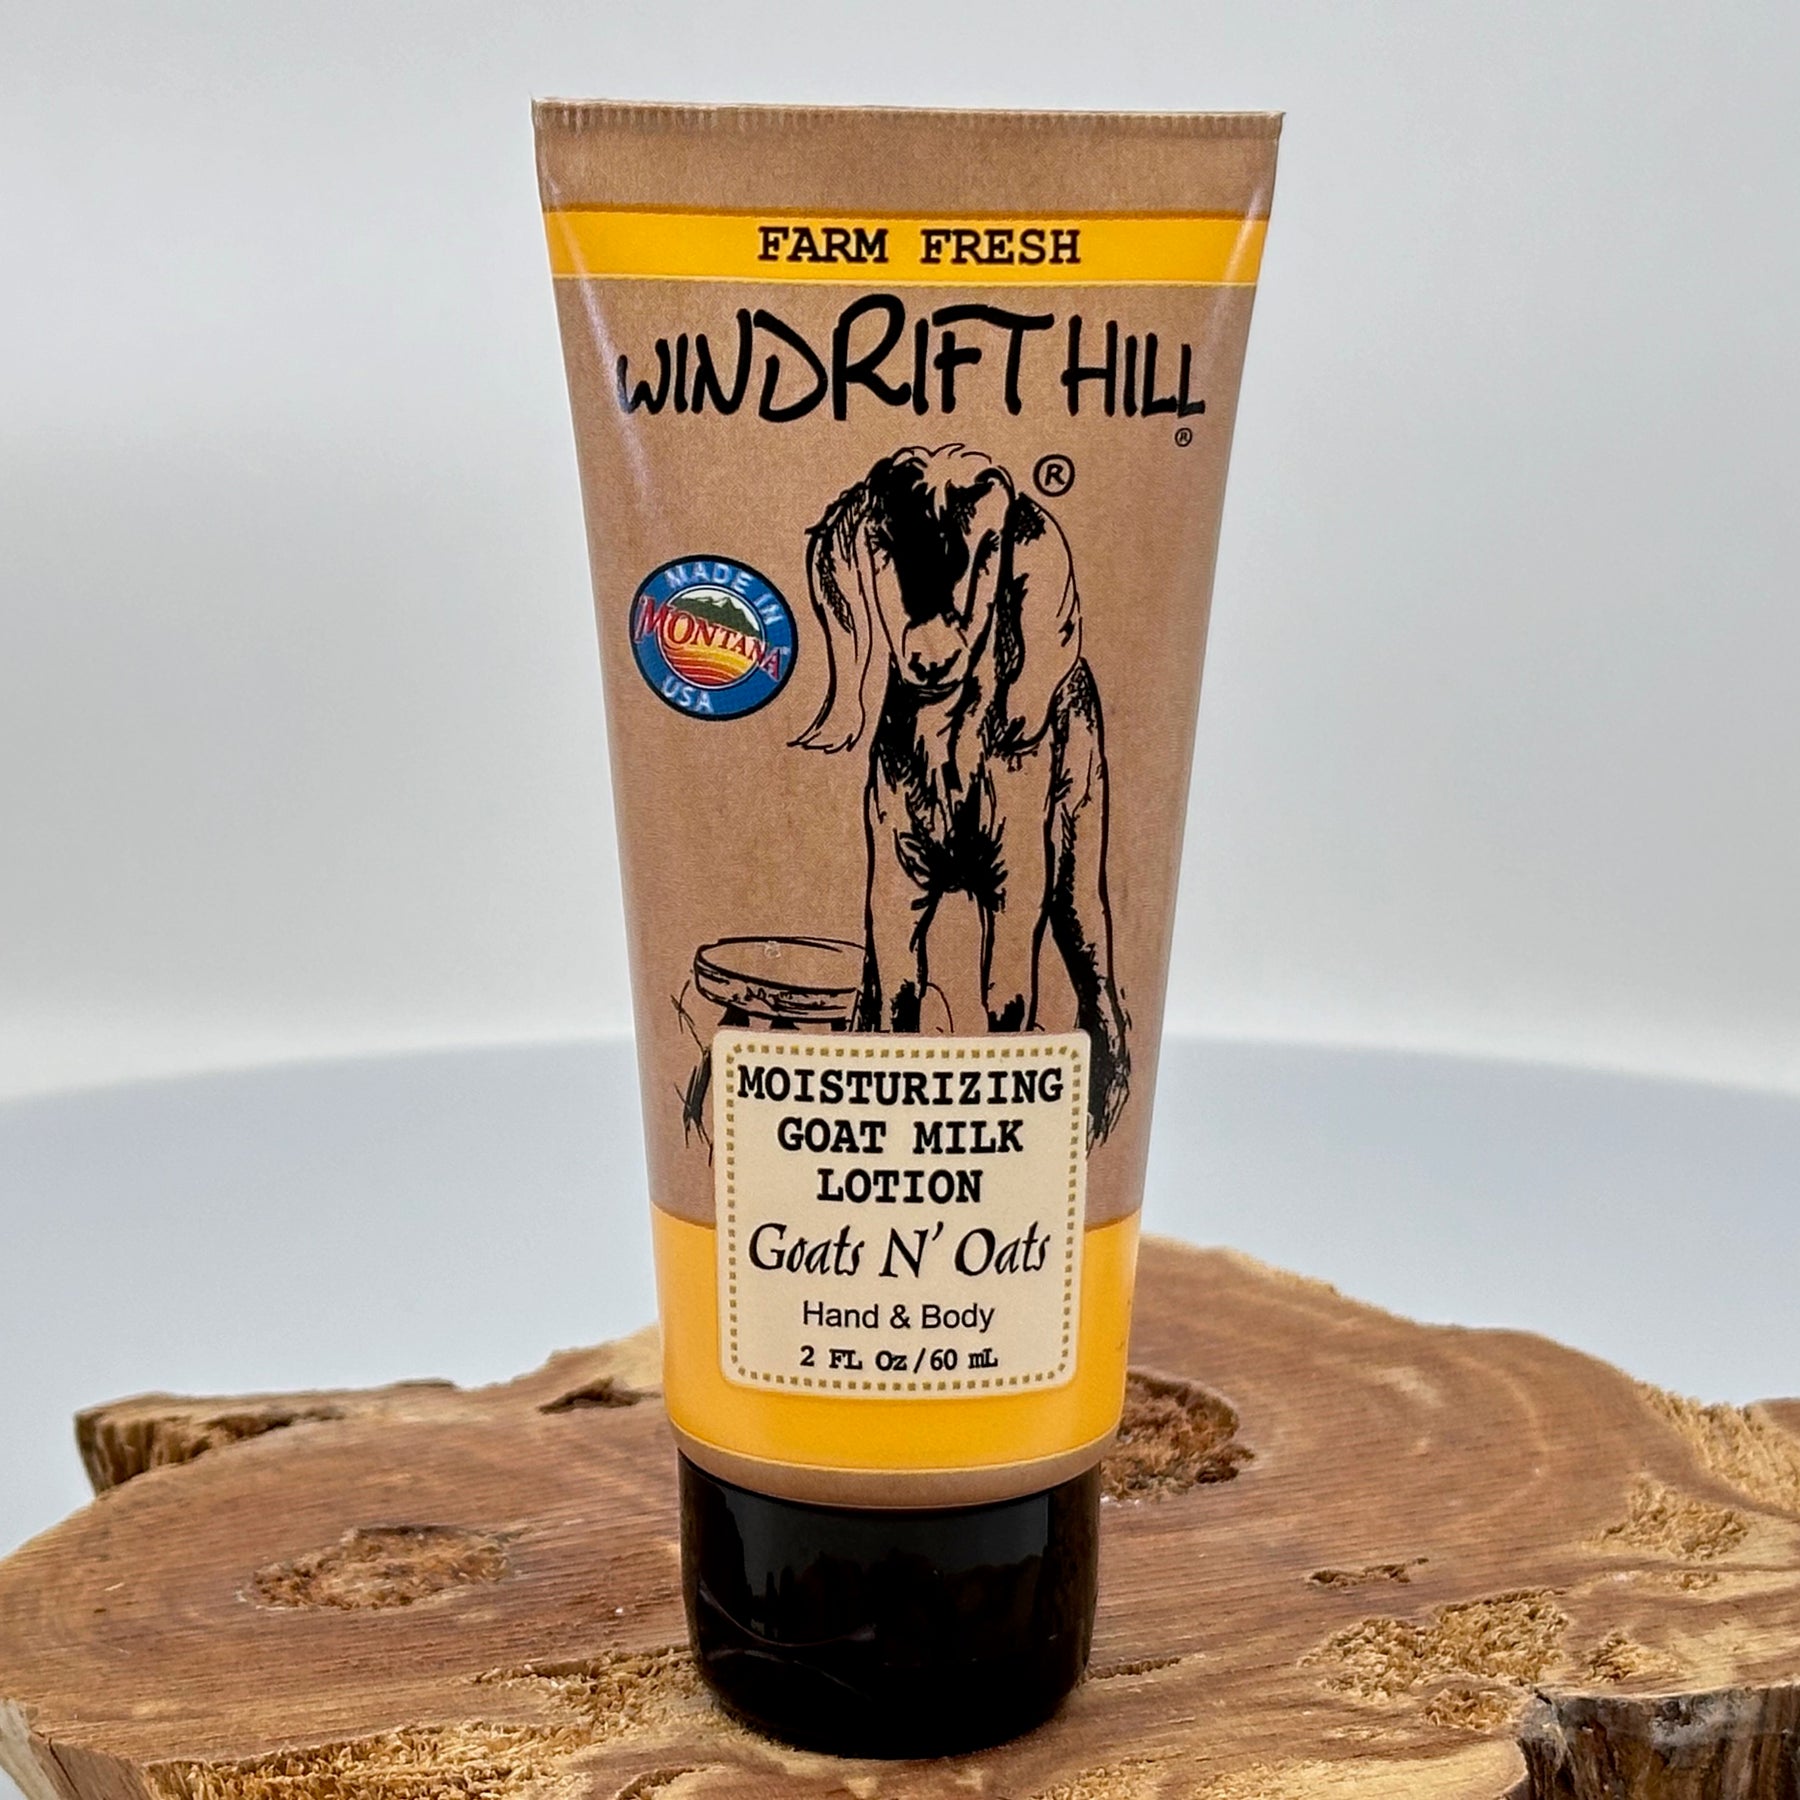 FARM FRESH
WINDRIFT HILL
®
®
MADE IN
MONTANA
USA
MOISTURIZING
GOAT MILK
LOTION
Goats N' Oats
Hand & Body
2 FL Oz/60 mL